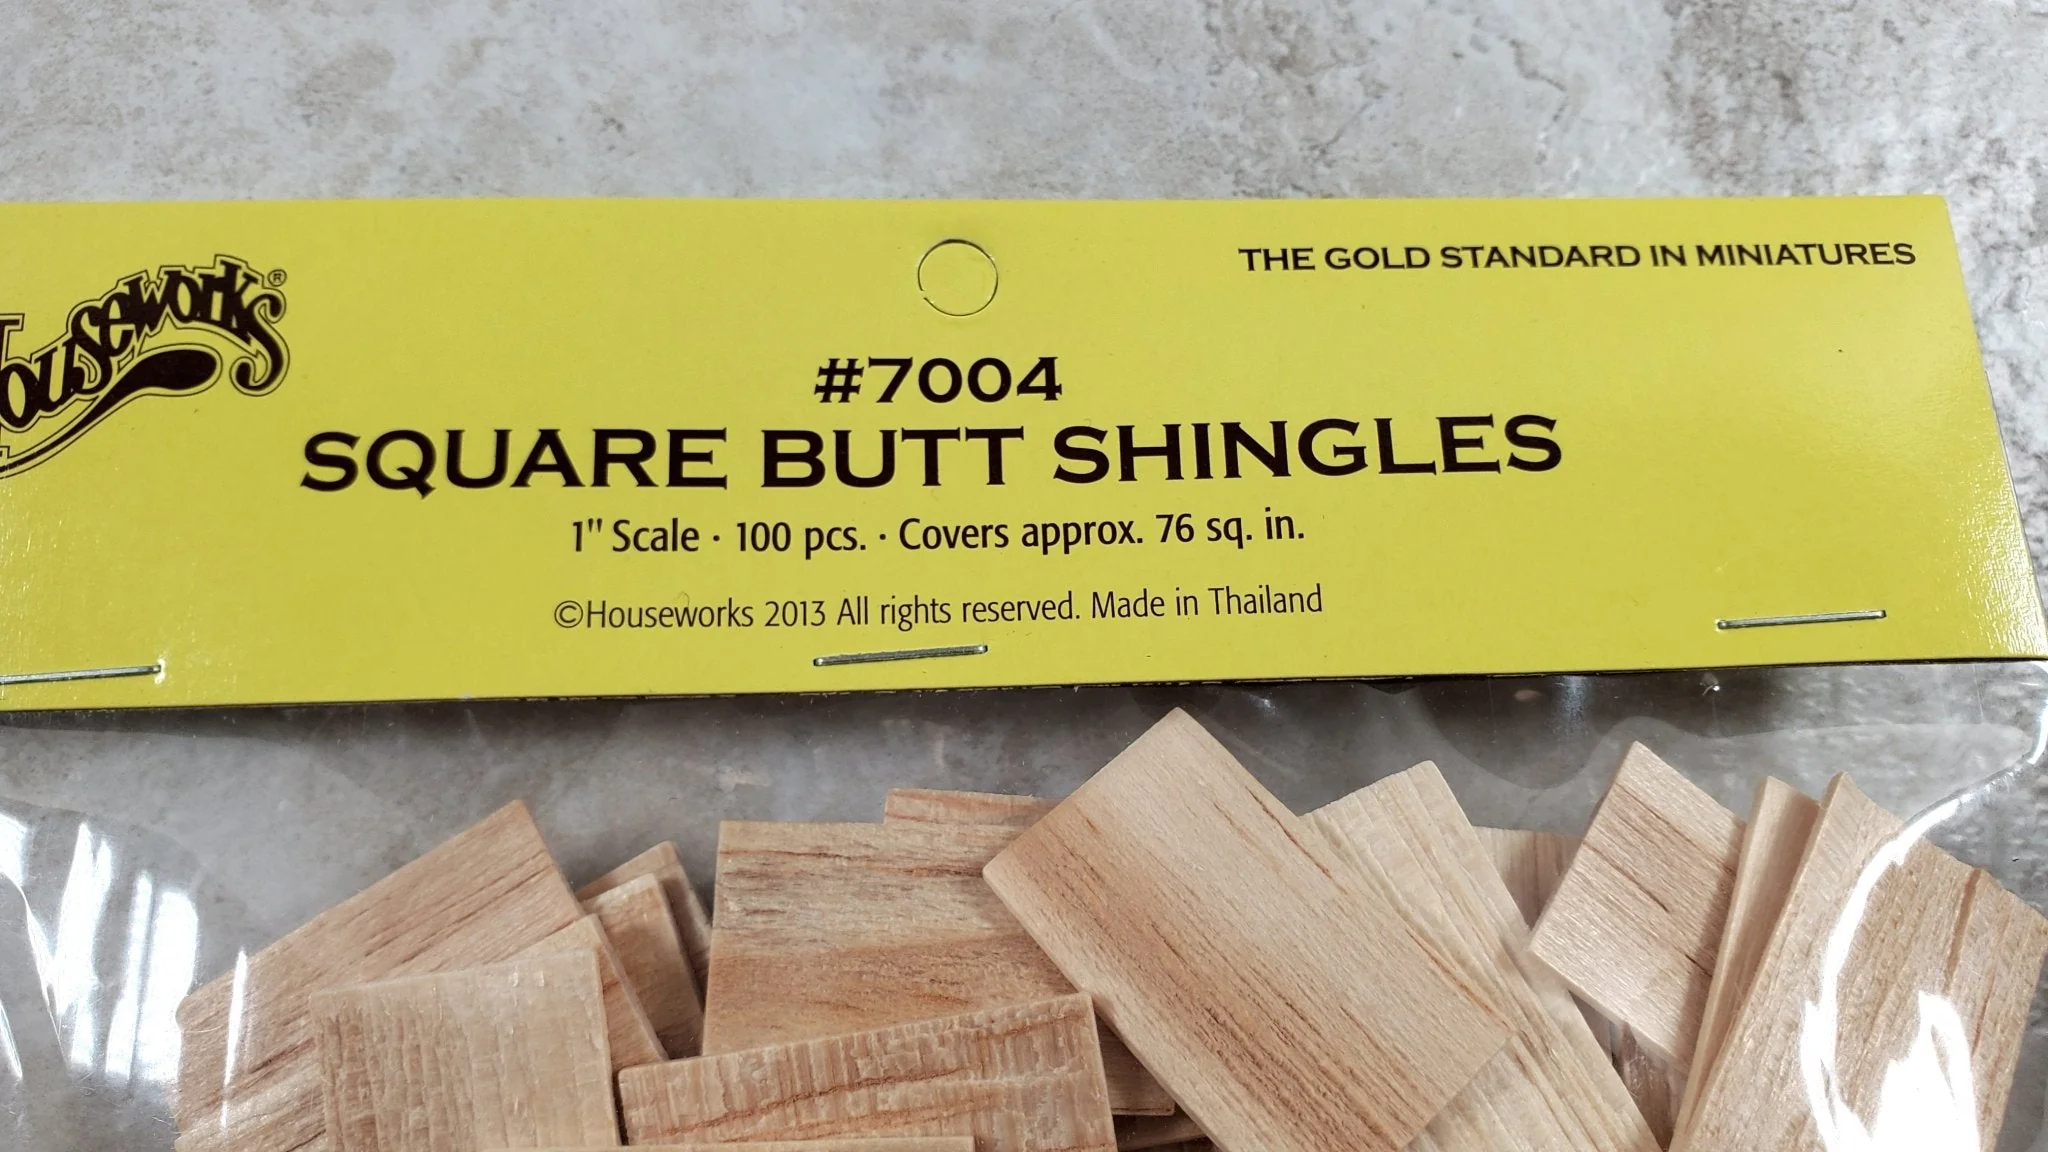 Houseworks®
THE GOLD STANDARD IN MINIATURES
#7004
SQUARE BUTT SHINGLES
1" Scale · 100 pcs. · Covers approx. 76 sq. in.
©Houseworks 2013 All rights reserved. Made in Thailand